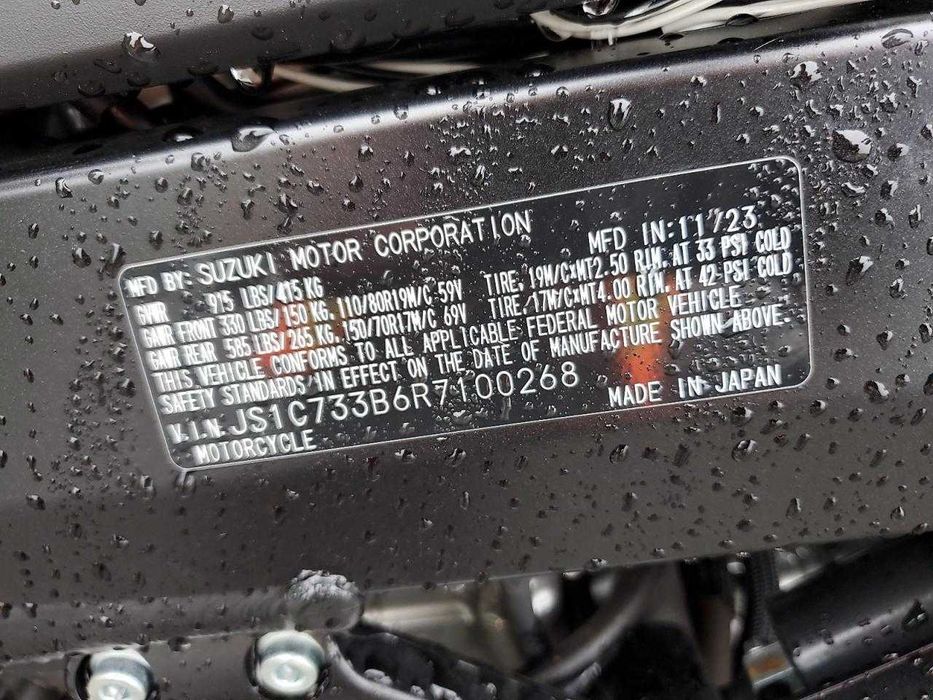 MFD BY: SUZUKI MOTOR CORPORATION MFD IN: 11/23
GVWR 915 LBS/ 415 KG
GAWR FRONT 330 LBS/ 150 KG, 110/80R19M/C 59V TIRE, 19M/C×MT2.50 RIM, AT 33 PSI COLD
GAWR REAR 585 LBS/ 265 KG, 150/70R17M/C 69V TIRE, 17M/C×MT4.00 RIM, AT 42 PSI COLD
THIS VEHICLE CONFORMS TO ALL APPLICABLE FEDERAL MOTOR VEHICLE
SAFETY STANDARDS IN EFFECT ON THE DATE OF MANUFACTURE SHOWN ABOVE.
V.I.N. JS1C733B6R7100268
MOTORCYCLE MADE IN JAPAN